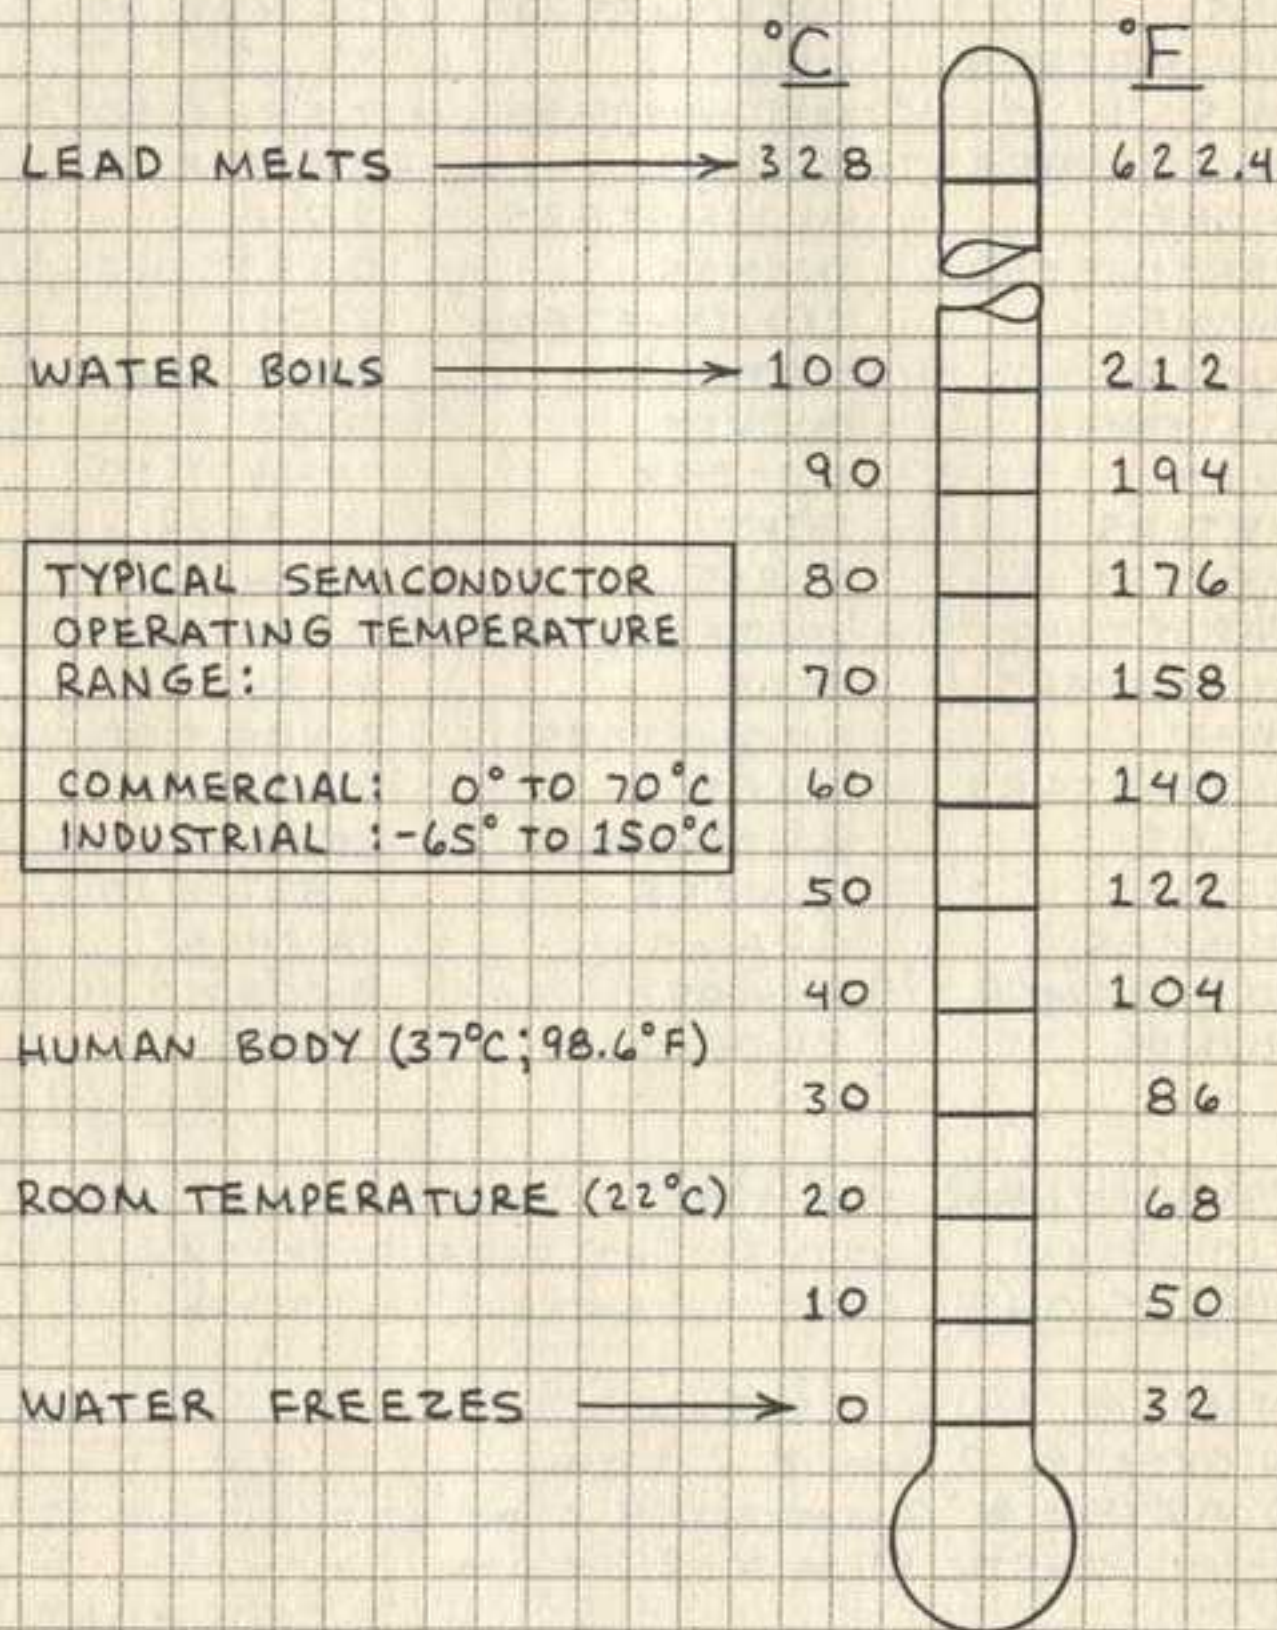 °C °F
LEAD MELTS 328 622.4
WATER BOILS 100 212
90 194
TYPICAL SEMICONDUCTOR 80 176
OPERATING TEMPERATURE
RANGE: 70 158
COMMERCIAL: 0° TO 70°C 60 140
INDUSTRIAL : -65° TO 150°C
50 122
40 104
HUMAN BODY (37°C; 98.6°F)
30 86
ROOM TEMPERATURE (22°C) 20 68
10 50
WATER FREEZES 0 32